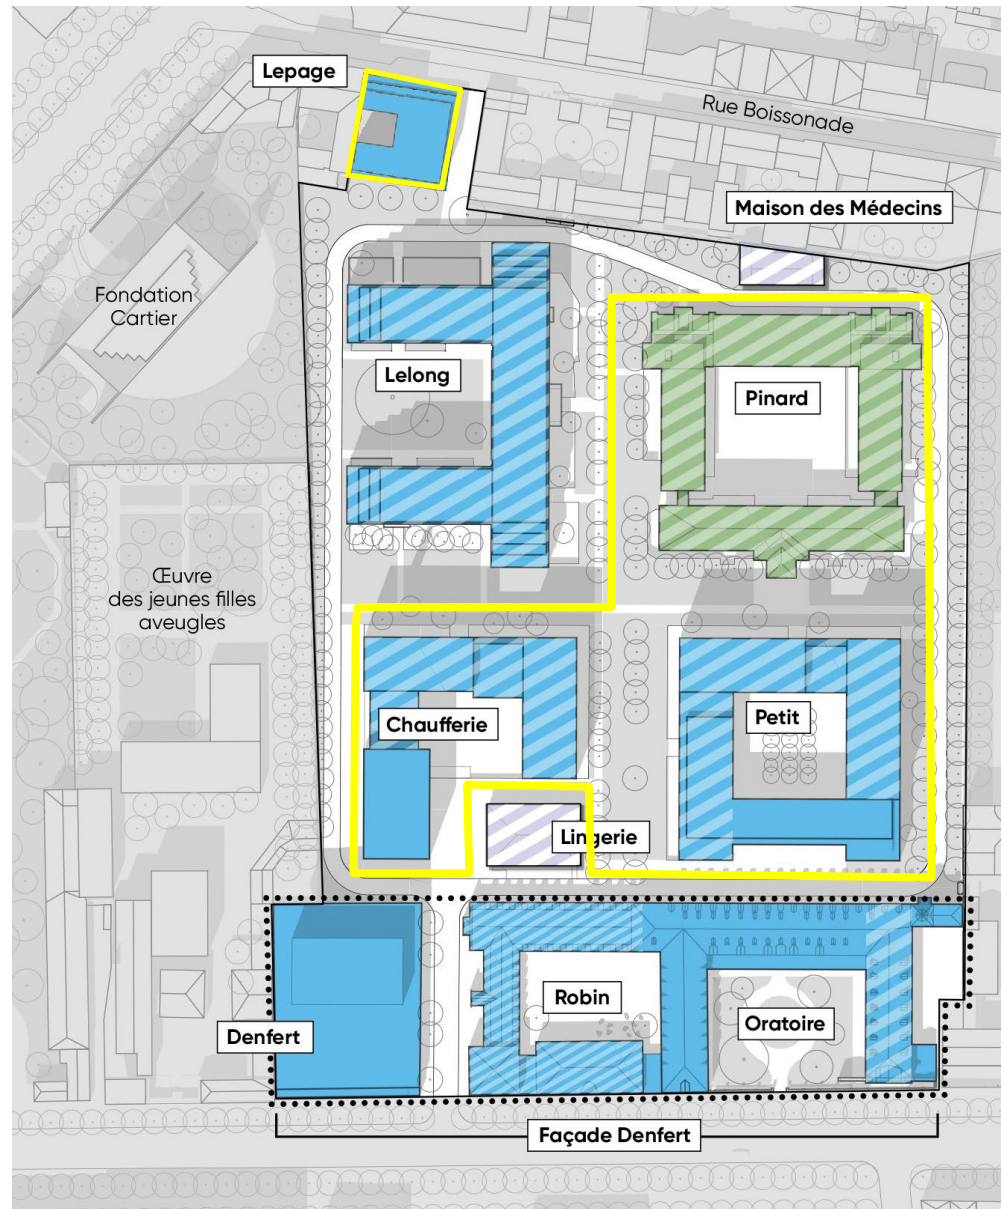 Lepage
Rue Boissonade
Maison des Médecins
Fondation
Cartier
Lelong
Pinard
Œuvre
des jeunes filles
aveugles
Chaufferie
Petit
Lingerie
Robin
Oratoire
Denfert
Façade Denfert